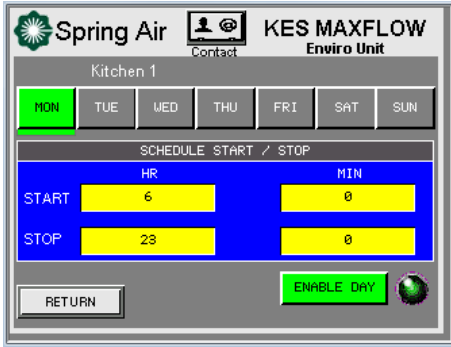 Spring Air
Contact
KES MAXFLOW
Enviro Unit
Kitchen 1
MON TUE WED THU FRI SAT SUN
SCHEDULE START / STOP
HR MIN
START 6 0
STOP 23 0
ENABLE DAY
RETURN